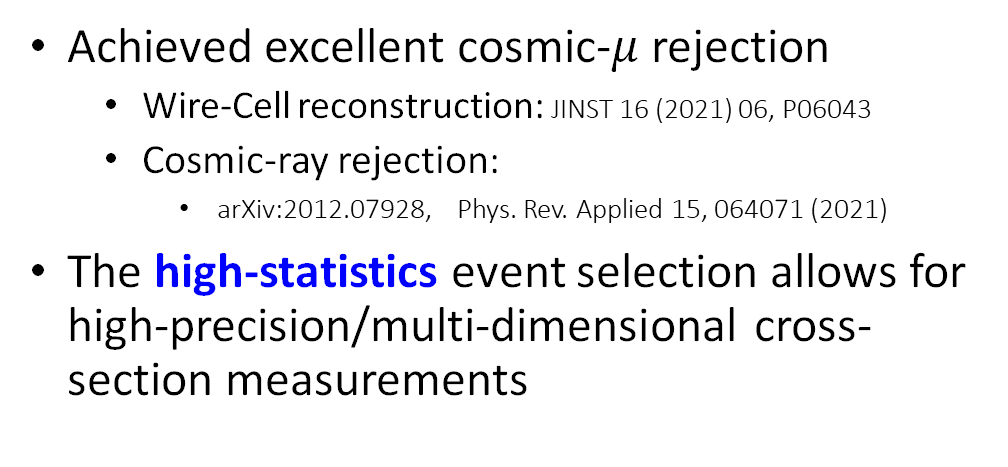 • Achieved excellent cosmic-𝜇 rejection
• Wire-Cell reconstruction: JINST 16 (2021) 06, P06043
• Cosmic-ray rejection:
• arXiv:2012.07928, Phys. Rev. Applied 15, 064071 (2021)
• The high-statistics event selection allows for
high-precision/multi-dimensional cross-
section measurements